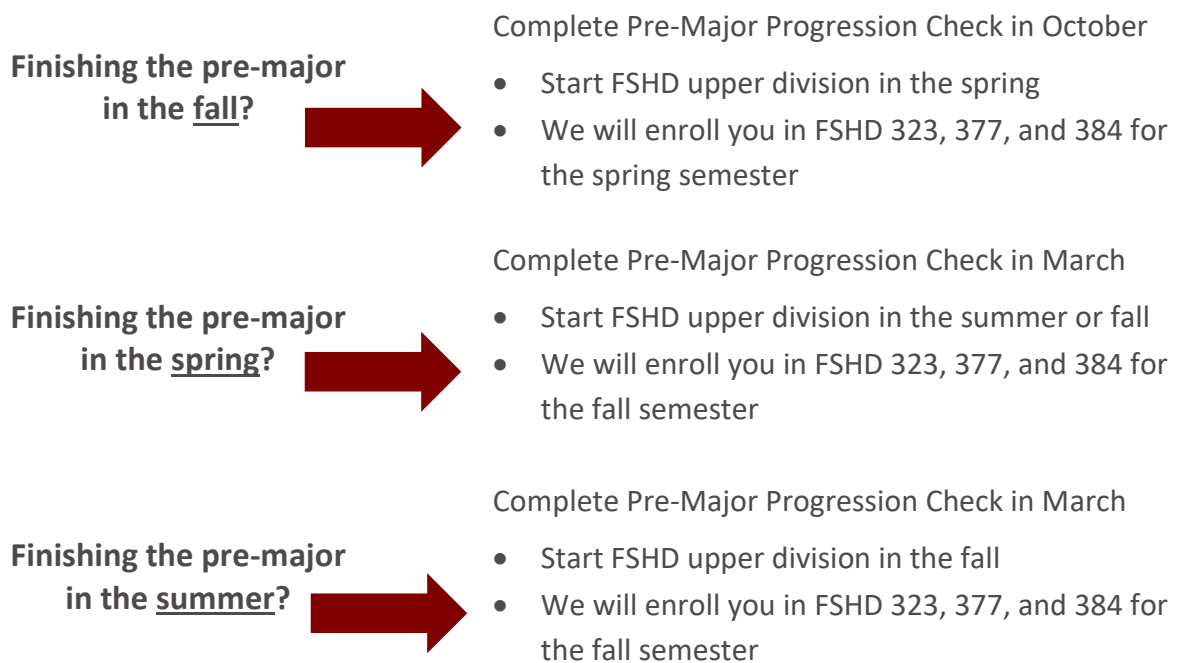 Complete Pre-Major Progression Check in October
Finishing the pre-major
in the fall?
• Start FSHD upper division in the spring
• We will enroll you in FSHD 323, 377, and 384 for
the spring semester
Complete Pre-Major Progression Check in March
Finishing the pre-major
in the spring?
• Start FSHD upper division in the summer or fall
• We will enroll you in FSHD 323, 377, and 384 for
the fall semester
Complete Pre-Major Progression Check in March
Finishing the pre-major
in the summer?
• Start FSHD upper division in the fall
• We will enroll you in FSHD 323, 377, and 384 for
the fall semester